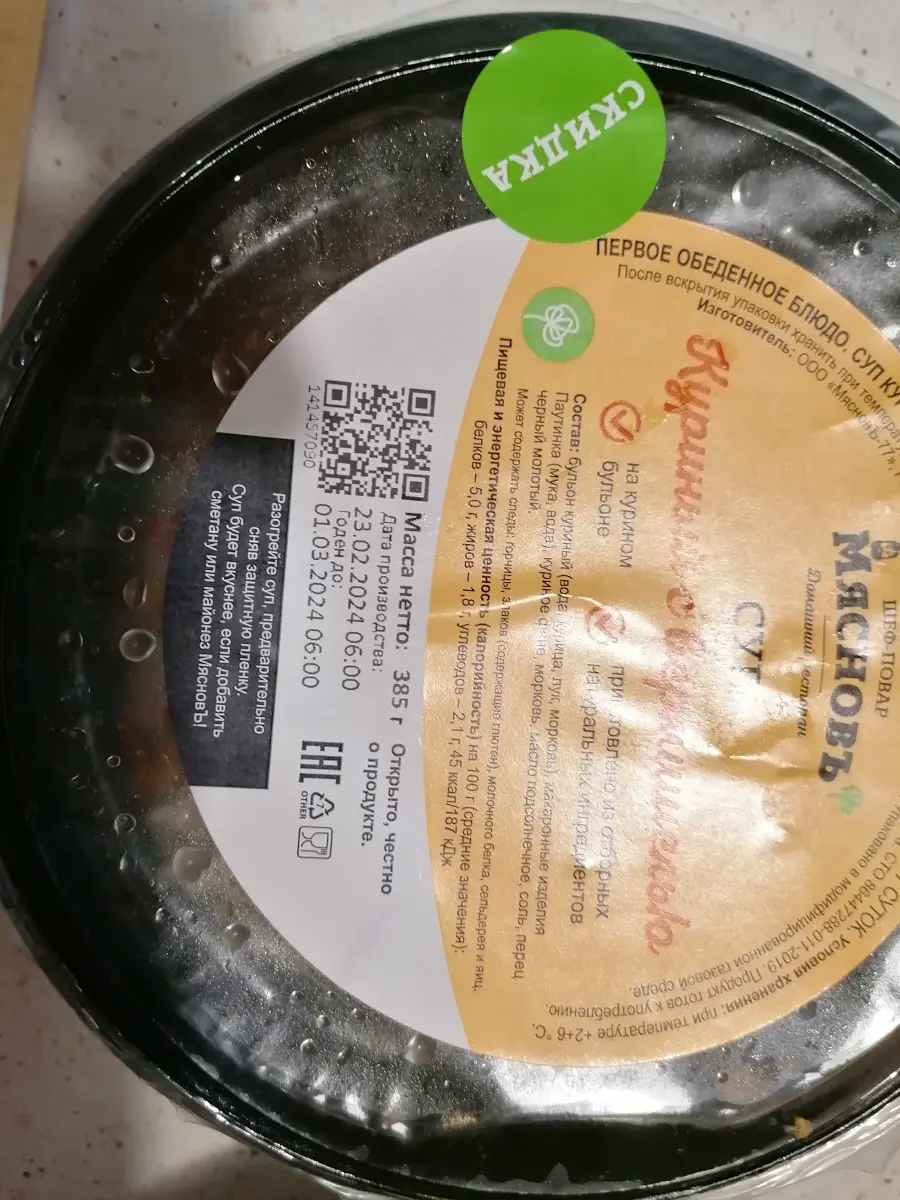 СКИДКА
ПЕРВОЕ ОБЕДЕННОЕ БЛЮДО. СУП
После вскрытия упаковки хранить при
Изготовитель: ООО «МясновЪ-77»,
ШЕФ-ПОВАР
МЯСНОВЪ
Домашний ресторан
СУП
Куриный с вермишелью
на курином
бульоне
приготовлено из отборных
натуральных ингредиентов
Состав: бульон куриный (вода, курица, лук, морковь), макаронные изделия
Паутинка (мука, вода), куриное филе, морковь, масло подсолнечное, соль, перец
черный молотый.
Может содержать следы: горчицы, злаков содержащие глютен), молочного белка, сельдерея и яиц.
Пищевая и энергетическая ценность (калорийность) на 100 г (средние значения):
белков – 5,0 г, жиров – 1,8 г, углеводов – 2,1 г, 45 ккал/187 кДж
СУТОК. Условия хранения: при температуре +2+6 °С.
СТО 86447288-011-2019. Продукт готов к употреблению.
Упаковано в модифицированной газовой среде.
Масса нетто: 385 г
Дата производства:
23.02.2024 06:00
Годен до:
01.03.2024 06:00
141457090
Открыто, честно
о продукте.
EAC
OTHER
Разогрейте суп, предварительно
сняв защитную пленку.
Суп будет вкуснее, если добавить
сметану или майонез МясновЪ!